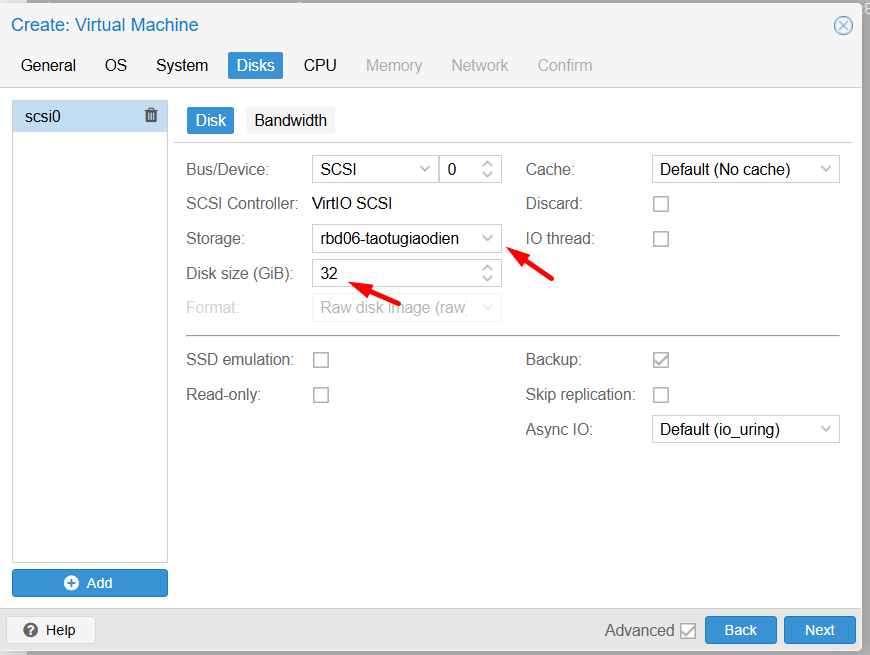 Create: Virtual Machine
General OS System Disks CPU Memory Network Confirm
scsi0
Disk Bandwidth
Bus/Device: SCSI 0 Cache: Default (No cache)
SCSI Controller: VirtIO SCSI Discard:
Storage: rbd06-taotugiaodien IO thread:
Disk size (GiB): 32
Format: Raw disk image (raw)
SSD emulation: Backup:
Read-only: Skip replication:
Async IO: Default (io_uring)
Add
Help Advanced Back Next